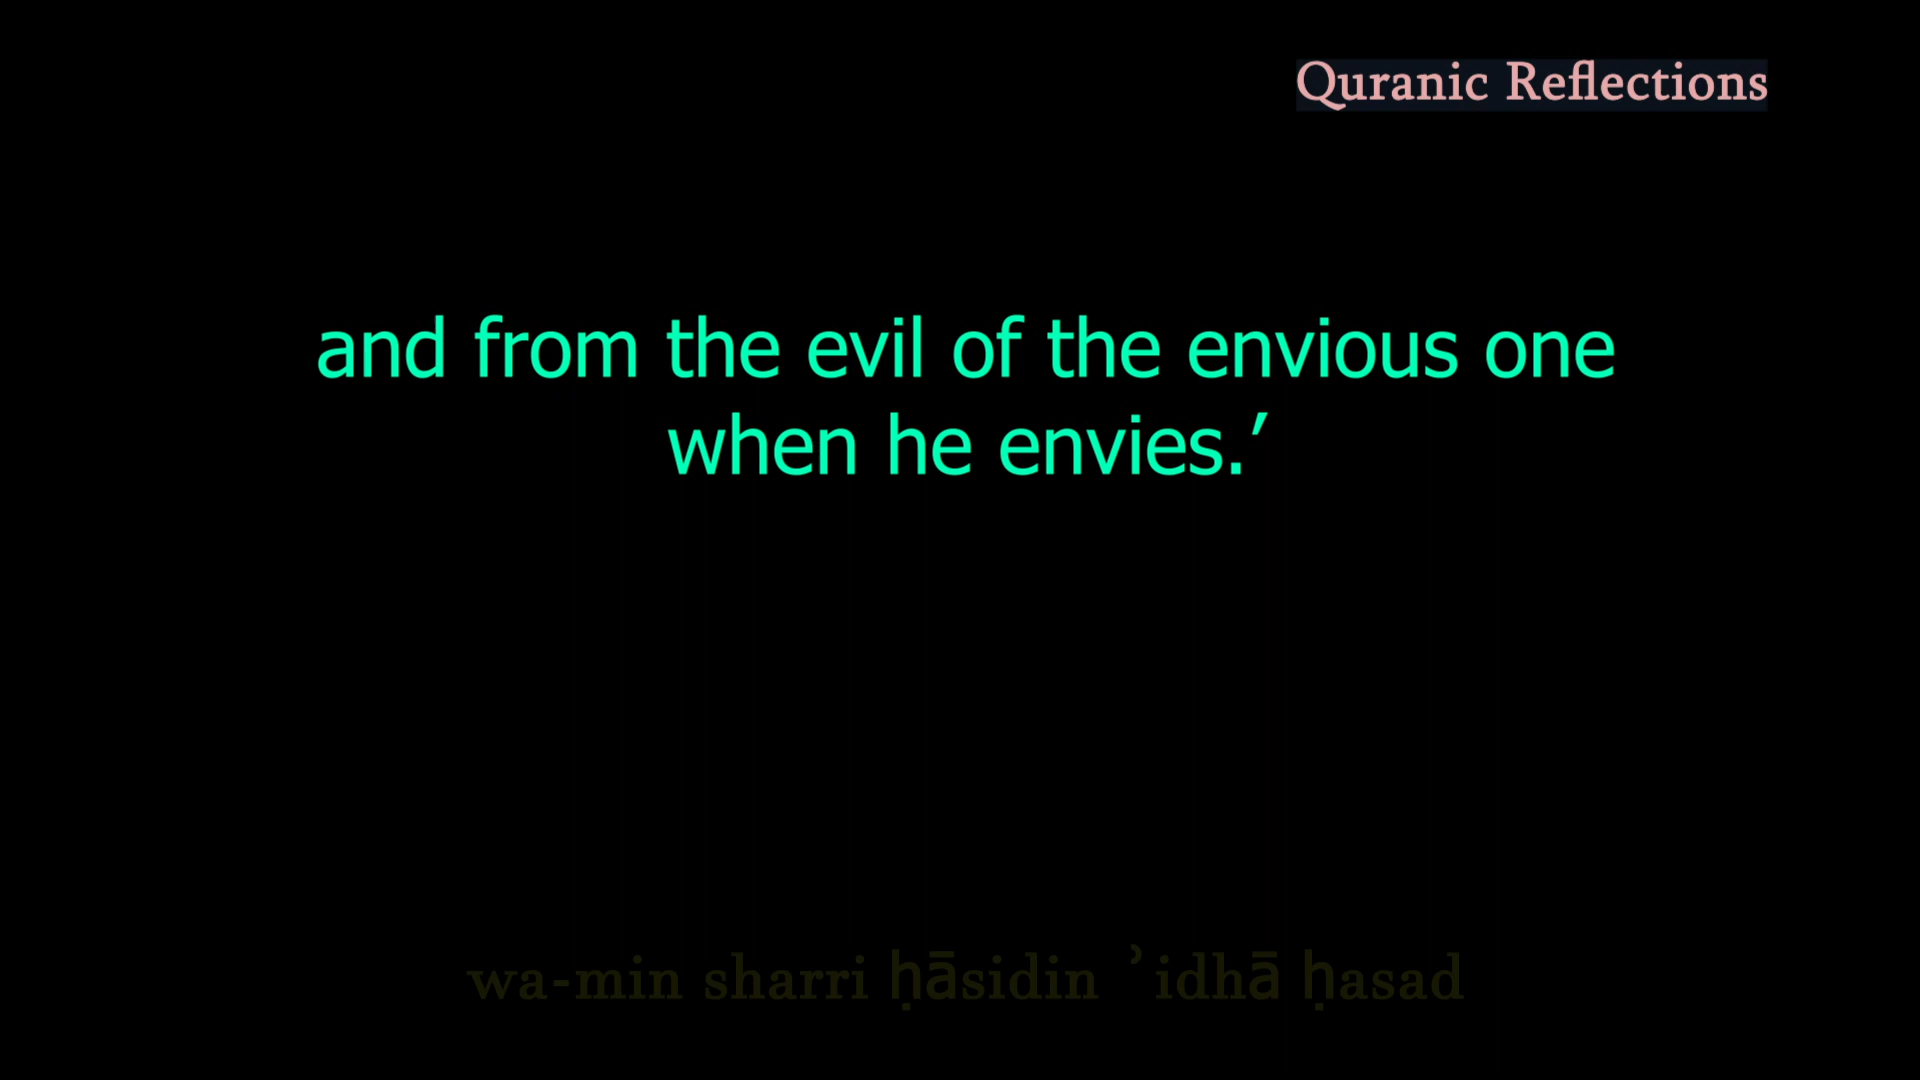 Quranic Reflections
and from the evil of the envious one
when he envies.’
wa-min sharri ḥāsidin ʾidhā ḥasad